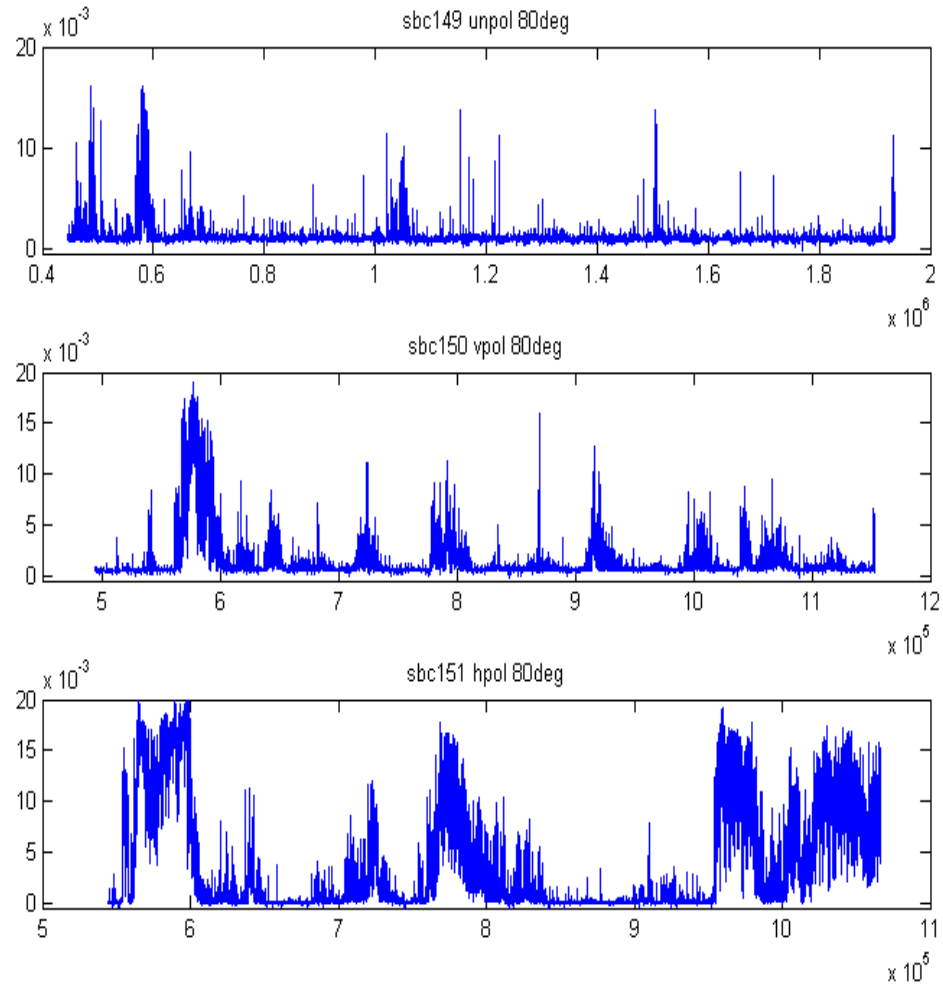 x 10^-3
sbc149 unpol 80deg
20
10
0
0.4 0.6 0.8 1 1.2 1.4 1.6 1.8 2
x 10^6
x 10^-3
sbc150 vpol 80deg
20
15
10
5
0
5 6 7 8 9 10 11 12
x 10^5
x 10^-3
sbc151 hpol 80deg
20
15
10
5
0
5 6 7 8 9 10 11
x 10^5